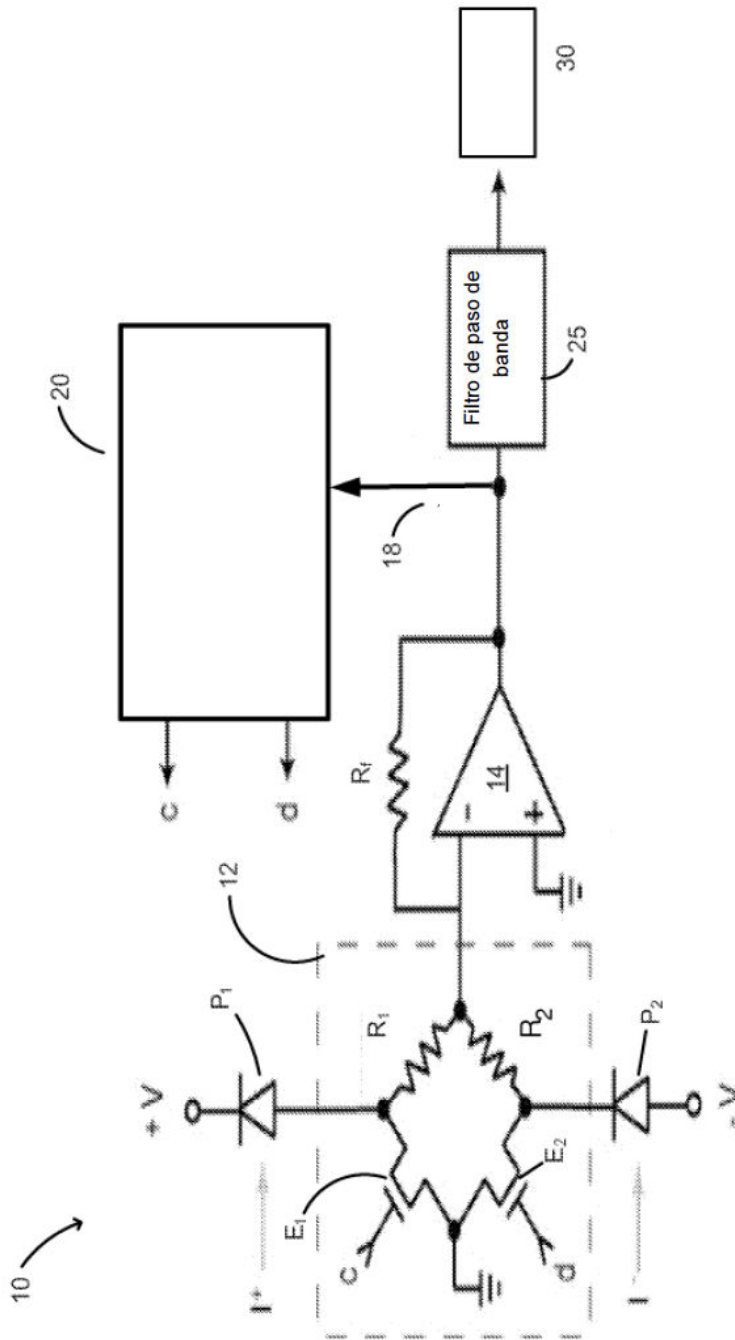 10
20
c
d
18
30
Filtro de paso de
banda
25
12
P₁
+ V
I⁺
R₁
R₂
E₁
E₂
c
d
Rf
14
-
+
P₂
- V
I